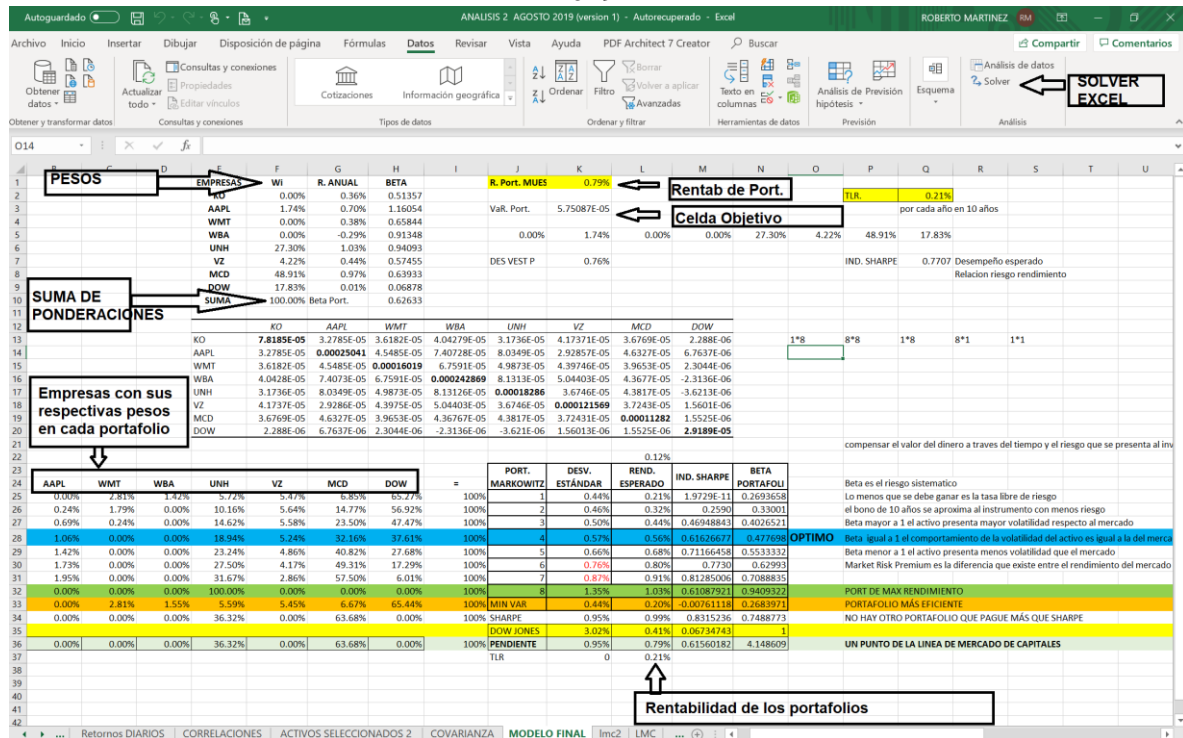 Autoguardado
ANALISIS 2 AGOSTO 2019 (version 1) - Autorecuperado - Excel
ROBERTO MARTINEZ RM
Archivo Inicio Insertar Dibujar Disposición de página Fórmulas Datos Revisar Vista Ayuda PDF Architect 7 Creator Buscar Compartir Comentarios
Obtener datos
Actualizar todo
Consultas y conexiones
Propiedades
Editar vínculos
Cotizaciones
Información geográfica
Ordenar
Filtro
Borrar
Volver a aplicar
Avanzadas
Texto en columnas
Análisis de hipótesis
Previsión
Esquema
Análisis de datos
Solver
SOLVER
EXCEL
Obtener y transformar datos Consultas y conexiones Tipos de datos Ordenar y filtrar Herramientas de datos Previsión Análisis
O14 fx
D F G H I J K L M N O P Q R S T U
1 PESOS EMPRESAS Wi R. ANUAL BETA R. Port. MUES 0.79%
Rentab de Port.
2 KO 0.00% 0.36% 0.51357 TLR. 0.21%
3 AAPL 1.74% 0.70% 1.16054 VaR. Port. 5.75087E-05 por cada año en 10 años
Celda Objetivo
4 WMT 0.00% 0.38% 0.65844
5 WBA 0.00% -0.29% 0.91348 0.00% 1.74% 0.00% 0.00% 27.30% 4.22% 48.91% 17.83%
6 UNH 27.30% 1.03% 0.94093
7 VZ 4.22% 0.44% 0.57455 DES VEST P 0.76% IND. SHARPE 0.7707 Desempeño esperado
8 MCD 48.91% 0.97% 0.63933 Relacion riesgo rendimiento
9 DOW 17.83% 0.01% 0.06878
SUMA DE
PONDERACIONES
10 SUMA 100.00% Beta Port. 0.62633
11
12 KO AAPL WMT WBA UNH VZ MCD DOW
13 KO 7.8185E-05 3.2785E-05 3.6182E-05 4.04279E-05 3.1736E-05 4.17371E-05 3.6769E-05 2.288E-06 1*8 8*8 1*8 8*1 1*1
14 AAPL 3.2785E-05 0.00025041 4.5485E-05 7.40728E-05 8.0349E-05 2.92857E-05 4.6327E-05 6.7637E-06
15 WMT 3.6182E-05 4.5485E-05 0.00016019 6.7591E-05 4.9873E-05 4.39746E-05 3.9653E-05 2.3044E-06
16 WBA 4.0428E-05 7.4073E-05 6.7591E-05 0.000242869 8.1313E-05 5.04403E-05 4.3677E-05 -2.3136E-06
17 UNH 3.1736E-05 8.0349E-05 4.9873E-05 8.13126E-05 0.00018286 3.6746E-05 4.3817E-05 -3.6213E-06
18 VZ 4.1737E-05 2.9286E-05 4.3975E-05 5.04403E-05 3.6746E-05 0.000121569 3.7243E-05 1.5601E-06
19 MCD 3.6769E-05 4.6327E-05 3.9653E-05 4.36767E-05 4.3817E-05 3.72431E-05 0.00011282 1.5525E-06
20 DOW 2.288E-06 6.7637E-06 2.3044E-06 -2.3136E-06 -3.621E-06 1.56013E-06 1.5525E-06 2.9189E-05
Empresas con sus
respectivas pesos
en cada portafolio
21 compensar el valor del dinero a traves del tiempo y el riesgo que se presenta al inv
22 0.12%
23 PORT. DESV. REND. IND. SHARPE BETA
24 AAPL WMT WBA UNH VZ MCD DOW = MARKOWITZ ESTÁNDAR ESPERADO PORTAFOLI Beta es el riesgo sistematico
25 0.00% 2.81% 1.42% 5.72% 5.47% 6.85% 65.27% 100% 1 0.44% 0.21% 1.9729E-11 0.2693658 Lo menos que se debe ganar es la tasa libre de riesgo
26 0.24% 1.79% 0.00% 10.16% 5.64% 14.77% 56.92% 100% 2 0.46% 0.32% 0.2590 0.33001 el bono de 10 años se aproxima al instrumento con menos riesgo
27 0.69% 0.24% 0.00% 14.62% 5.58% 23.50% 47.47% 100% 3 0.50% 0.44% 0.46948843 0.4026521 Beta mayor a 1 el activo presenta mayor volatilidad respecto al mercado
28 1.06% 0.00% 0.00% 18.94% 5.24% 32.16% 37.61% 100% 4 0.57% 0.56% 0.61626677 0.477698 OPTIMO Beta igual a 1 el comportamiento de la volatilidad del activo es igual a la del merca
29 1.42% 0.00% 0.00% 23.24% 4.86% 40.82% 27.68% 100% 5 0.66% 0.68% 0.71166458 0.5533332 Beta menor a 1 el activo presenta menos volatilidad que el mercado
30 1.73% 0.00% 0.00% 27.50% 4.17% 49.31% 17.29% 100% 6 0.76% 0.80% 0.7730 0.62993 Market Risk Premium es la diferencia que existe entre el rendimiento del mercado
31 1.95% 0.00% 0.00% 31.67% 2.86% 57.50% 6.01% 100% 7 0.87% 0.91% 0.81285006 0.7088835
32 0.00% 0.00% 0.00% 100.00% 0.00% 0.00% 0.00% 100% 8 1.35% 1.03% 0.61087921 0.9409322 PORT DE MAX RENDIMIENTO
33 0.00% 2.81% 1.55% 5.59% 5.45% 6.67% 65.44% 100% MIN VAR 0.44% 0.20% -0.00761118 0.2683971 PORTAFOLIO MÁS EFICIENTE
34 0.00% 0.00% 0.00% 36.32% 0.00% 63.68% 0.00% 100% SHARPE 0.95% 0.99% 0.8315236 0.7488773 NO HAY OTRO PORTAFOLIO QUE PAGUE MÁS QUE SHARPE
35 DOW JONES 3.02% 0.41% 0.06734743 1
36 0.00% 0.00% 0.00% 36.32% 0.00% 63.68% 0.00% 100% PENDIENTE 0.95% 0.79% 0.61560182 4.148609 UN PUNTO DE LA LINEA DE MERCADO DE CAPITALES
37 TLR 0 0.21%
38
39
40
Rentabilidad de los portafolios
41
42
... Retornos DIARIOS CORRELACIONES ACTIVOS SELECCIONADOS 2 COVARIANZA MODELO FINAL lmc2 LMC ...